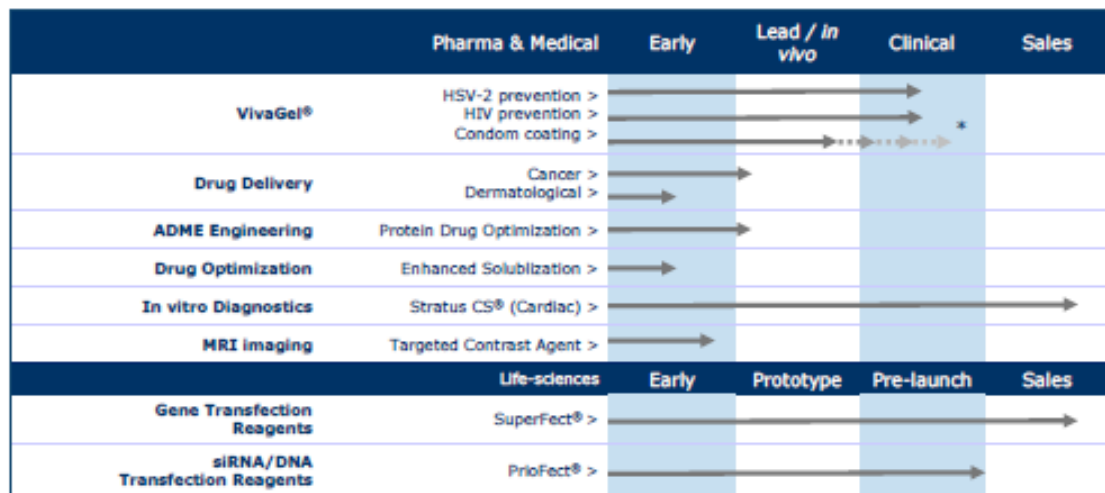 Pharma & Medical Early Lead / in vivo Clinical Sales
VivaGel®
HSV-2 prevention >
HIV prevention >
Condom coating >
*
Drug Delivery
Cancer >
Dermatological >
ADME Engineering Protein Drug Optimization >
Drug Optimization Enhanced Solublization >
In vitro Diagnostics Stratus CS® (Cardiac) >
MRI imaging Targeted Contrast Agent >
Life-sciences Early Prototype Pre-launch Sales
Gene Transfection
Reagents
SuperFect® >
siRNA/DNA
Transfection Reagents
PrioFect® >